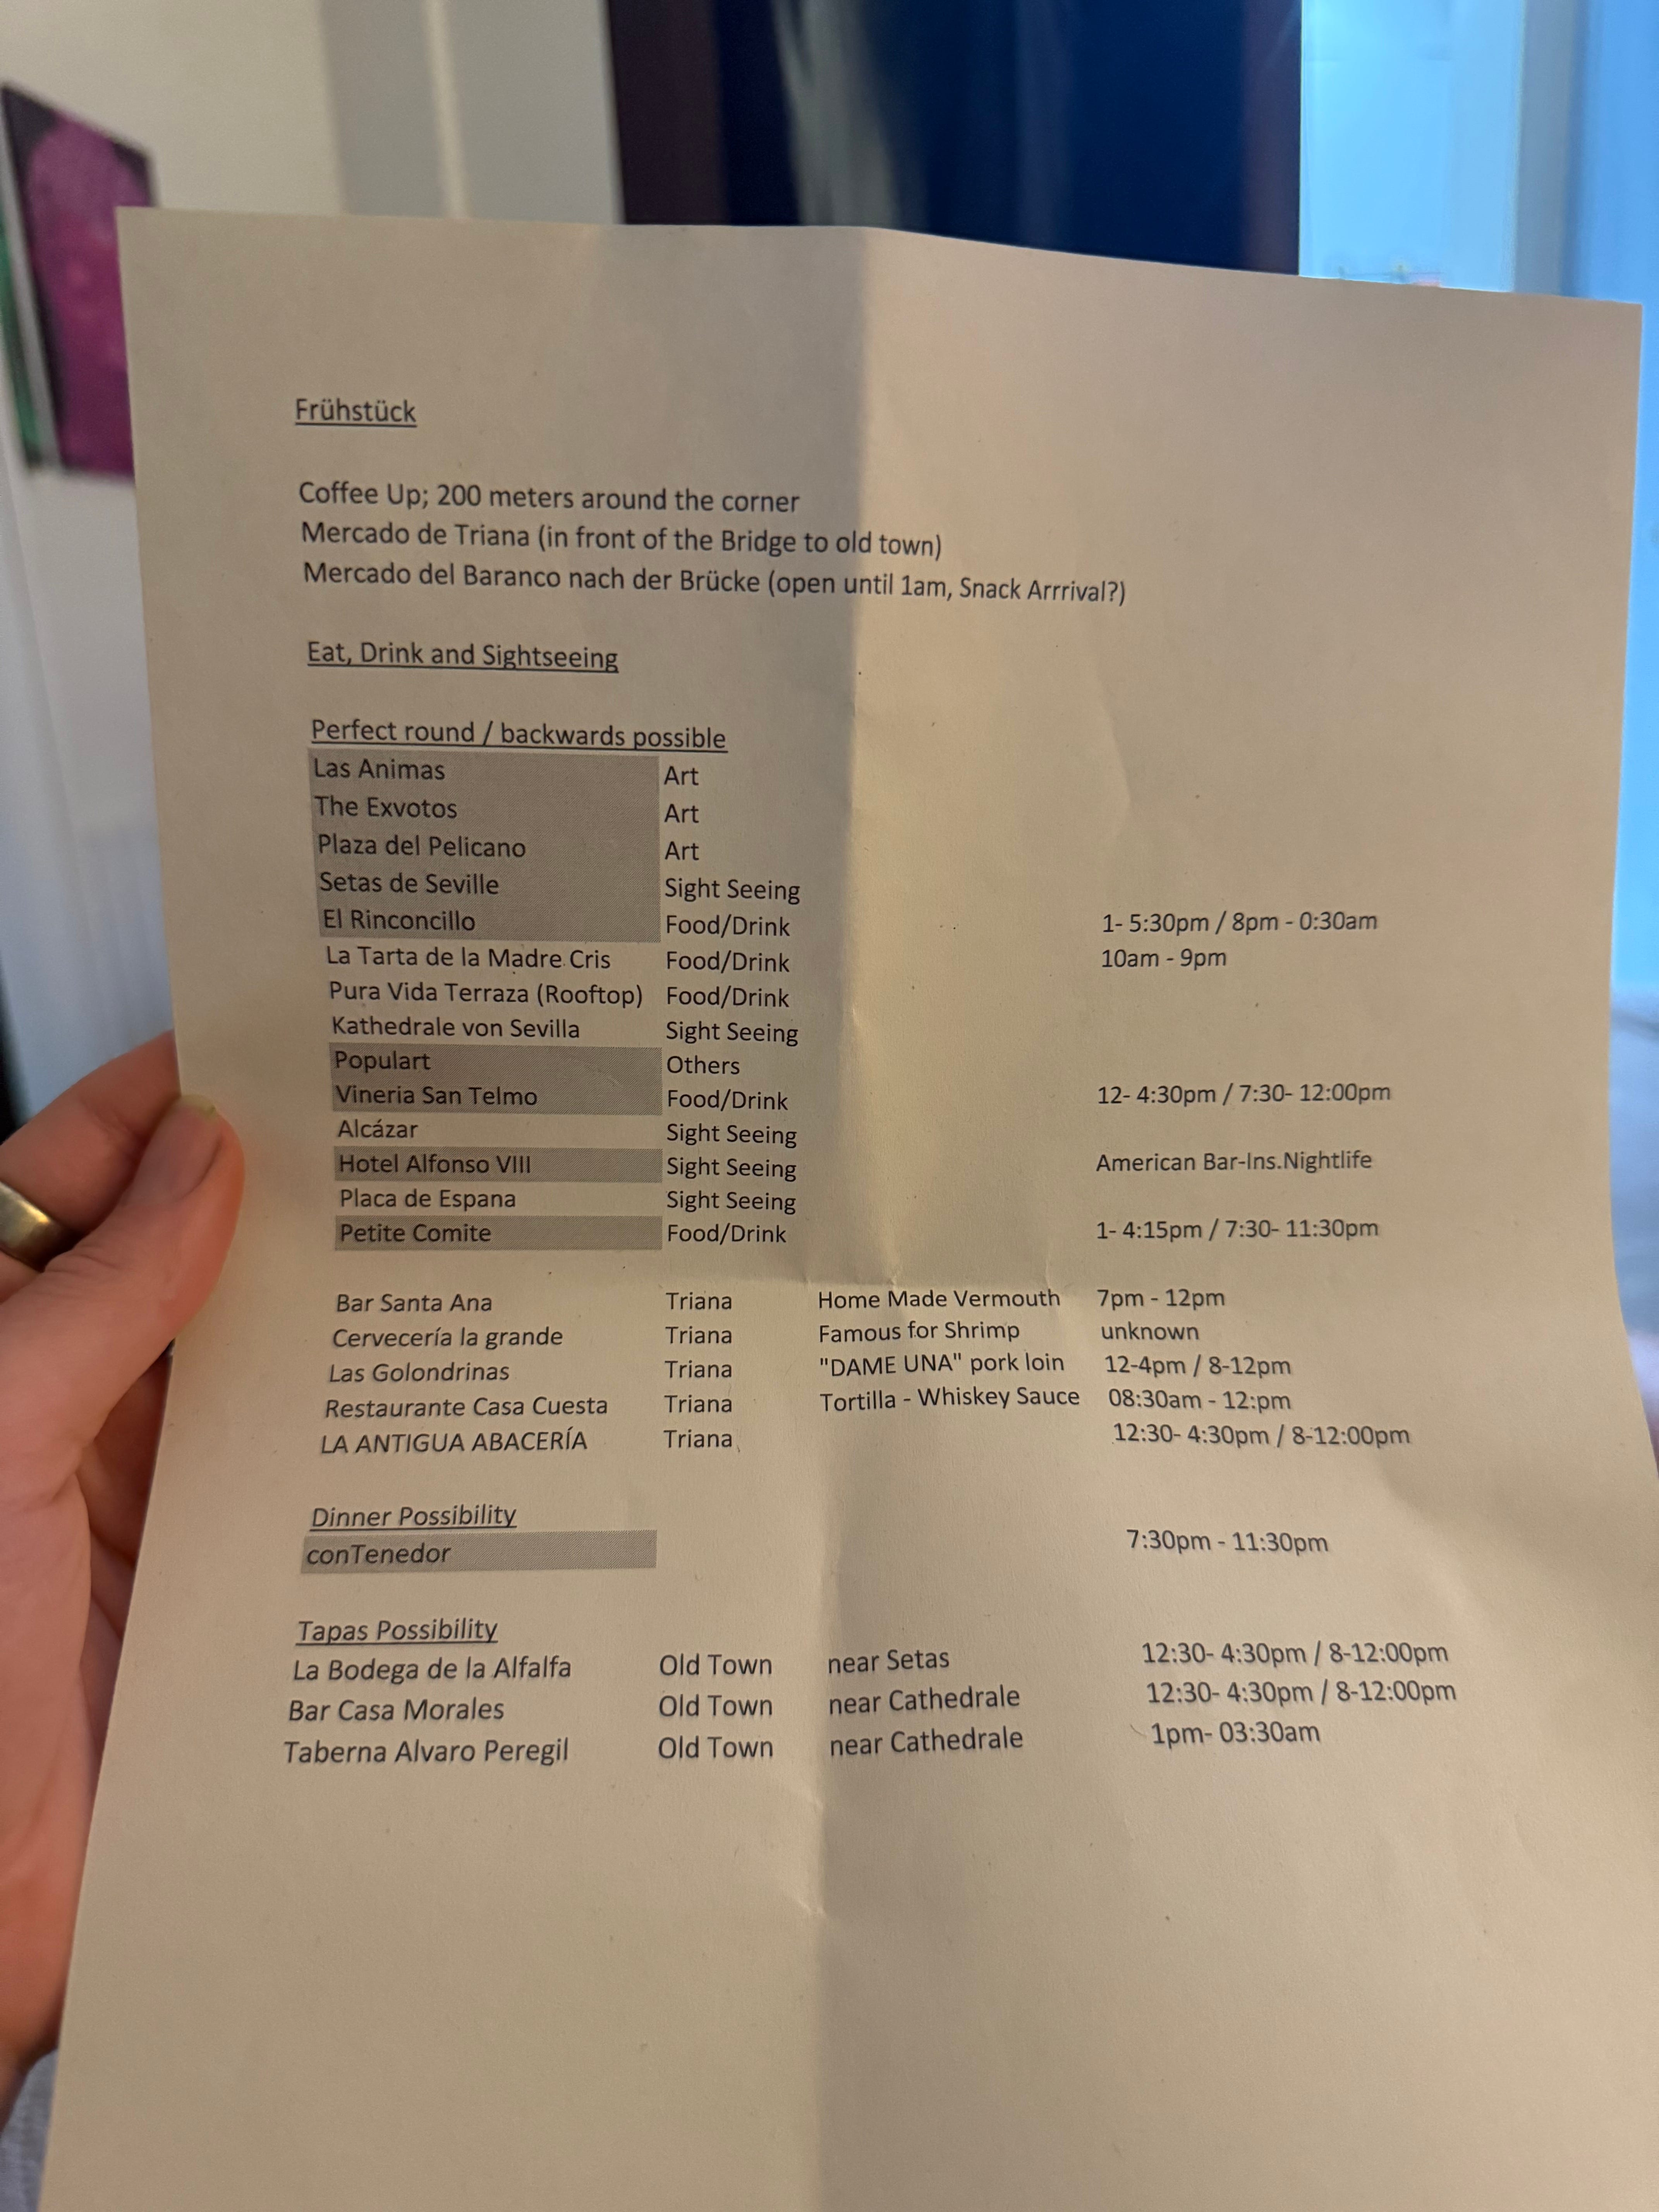 Frühstück
Coffee Up; 200 meters around the corner
Mercado de Triana (in front of the Bridge to old town)
Mercado del Baranco nach der Brücke (open until 1am, Snack Arrrival?)
Eat, Drink and Sightseeing
Perfect round / backwards possible
Las Animas Art
The Exvotos Art
Plaza del Pelicano Art
Setas de Seville Sight Seeing
El Rinconcillo Food/Drink 1- 5:30pm / 8pm - 0:30am
La Tarta de la Madre Cris Food/Drink 10am - 9pm
Pura Vida Terraza (Rooftop) Food/Drink
Kathedrale von Sevilla Sight Seeing
Populart Others
Vineria San Telmo Food/Drink 12- 4:30pm / 7:30- 12:00pm
Alcázar Sight Seeing
Hotel Alfonso VIII Sight Seeing American Bar-Ins.Nightlife
Placa de Espana Sight Seeing
Petite Comite Food/Drink 1- 4:15pm / 7:30- 11:30pm
Bar Santa Ana Triana Home Made Vermouth 7pm - 12pm
Cervecería la grande Triana Famous for Shrimp unknown
Las Golondrinas Triana "DAME UNA" pork loin 12-4pm / 8-12pm
Restaurante Casa Cuesta Triana Tortilla - Whiskey Sauce 08:30am - 12:pm
LA ANTIGUA ABACERÍA Triana 12:30- 4:30pm / 8-12:00pm
Dinner Possibility
conTenedor 7:30pm - 11:30pm
Tapas Possibility
La Bodega de la Alfalfa Old Town near Setas 12:30- 4:30pm / 8-12:00pm
Bar Casa Morales Old Town near Cathedrale 12:30- 4:30pm / 8-12:00pm
Taberna Alvaro Peregil Old Town near Cathedrale 1pm- 03:30am